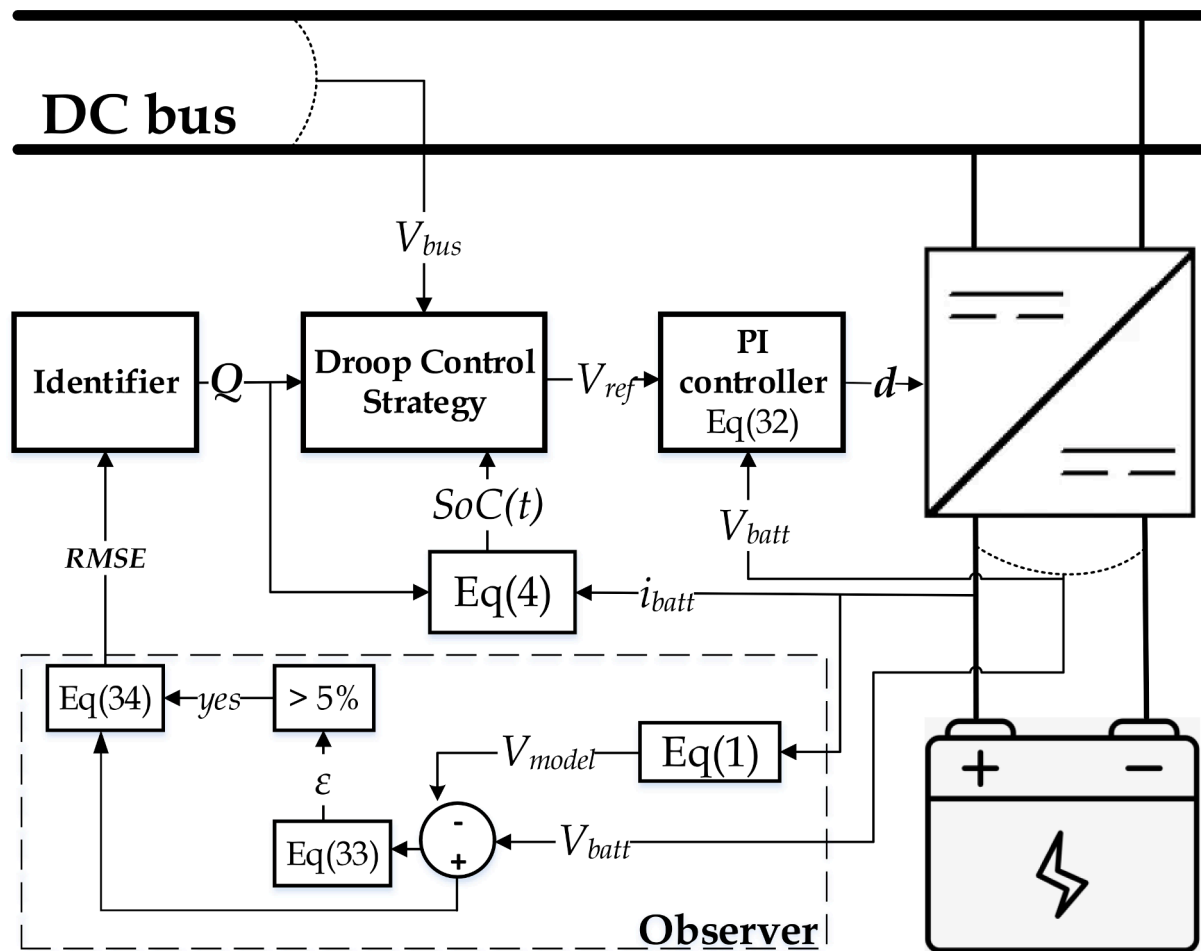 DC bus
V_bus
Identifier
Q
Droop Control
Strategy
V_ref
PI
controller
Eq(32)
d
SoC(t)
V_batt
RMSE
Eq(4)
i_batt
Eq(34)
yes
> 5%
V_model
Eq(1)
+
-
ε
-
+
Eq(33)
V_batt
Observer